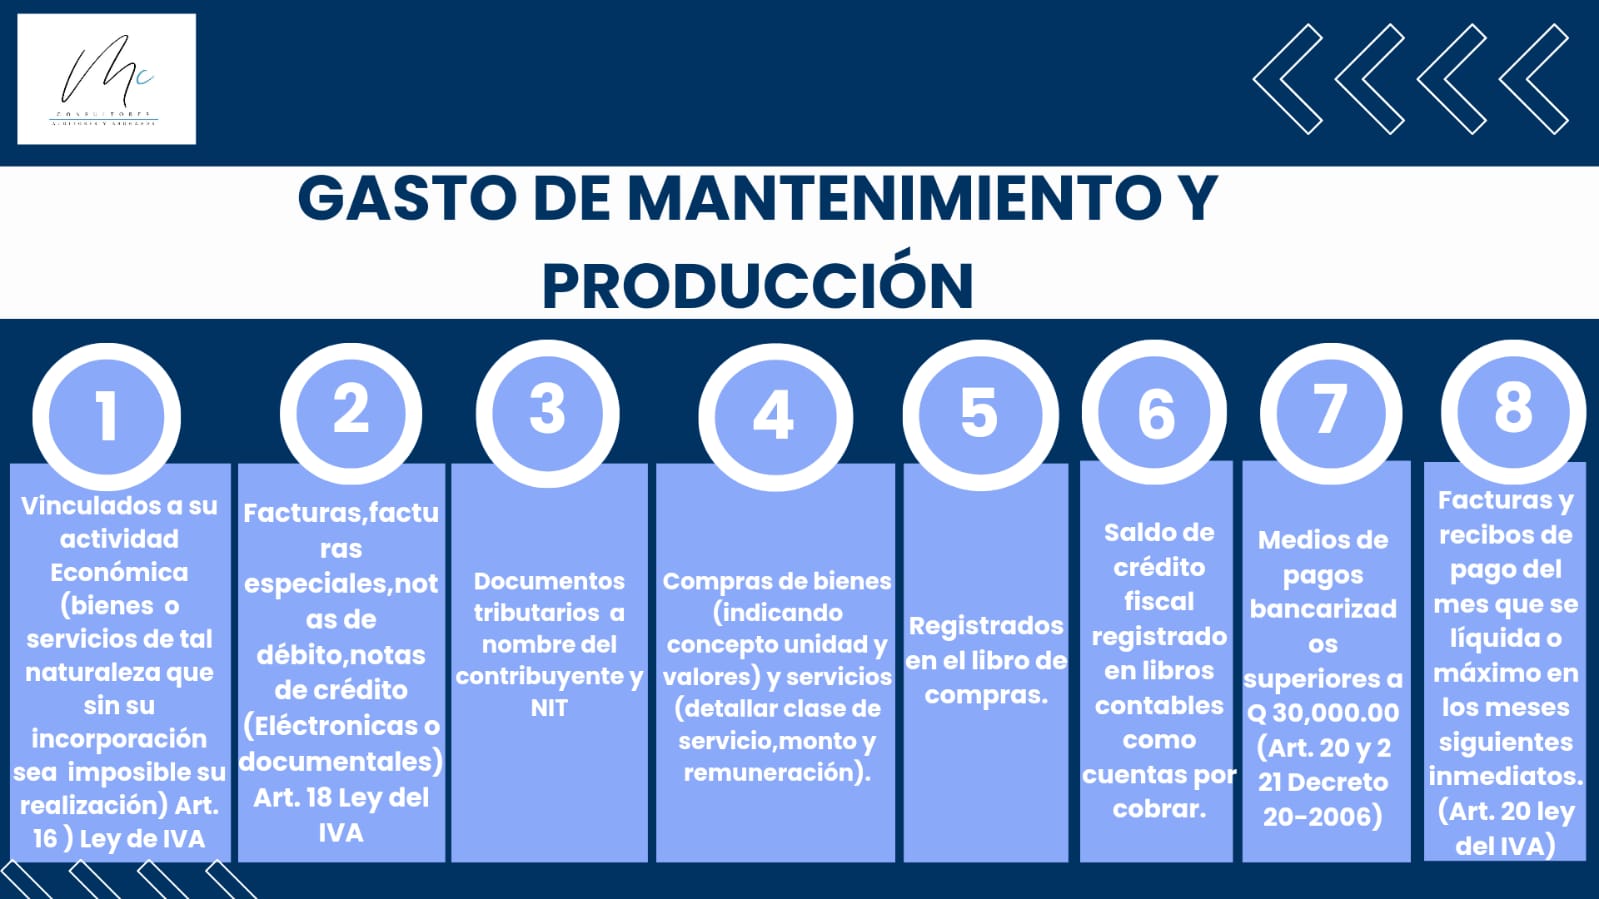 Mc
CONSULTORES
AUDITORES Y ABOGADOS
GASTO DE MANTENIMIENTO Y
PRODUCCIÓN
1
Vinculados a su
actividad
Económica
(bienes o
servicios de tal
naturaleza que
sin su
incorporación
sea imposible su
realización) Art.
16 ) Ley de IVA
2
Facturas,factu
ras
especiales,not
as de
débito,notas
de crédito
(Eléctronicas o
documentales)
Art. 18 Ley del
IVA
3
Documentos
tributarios a
nombre del
contribuyente y
NIT
4
Compras de bienes
(indicando
concepto unidad y
valores) y servicios
(detallar clase de
servicio,monto y
remuneración).
5
Registrados
en el libro de
compras.
6
Saldo de
crédito
fiscal
registrado
en libros
contables
como
cuentas por
cobrar.
7
Medios de
pagos
bancarizad
os
superiores a
Q 30,000.00
(Art. 20 y 2
21 Decreto
20-2006)
8
Facturas y
recibos de
pago del
mes que se
líquida o
máximo en
los meses
siguientes
inmediatos.
(Art. 20 ley
del IVA)